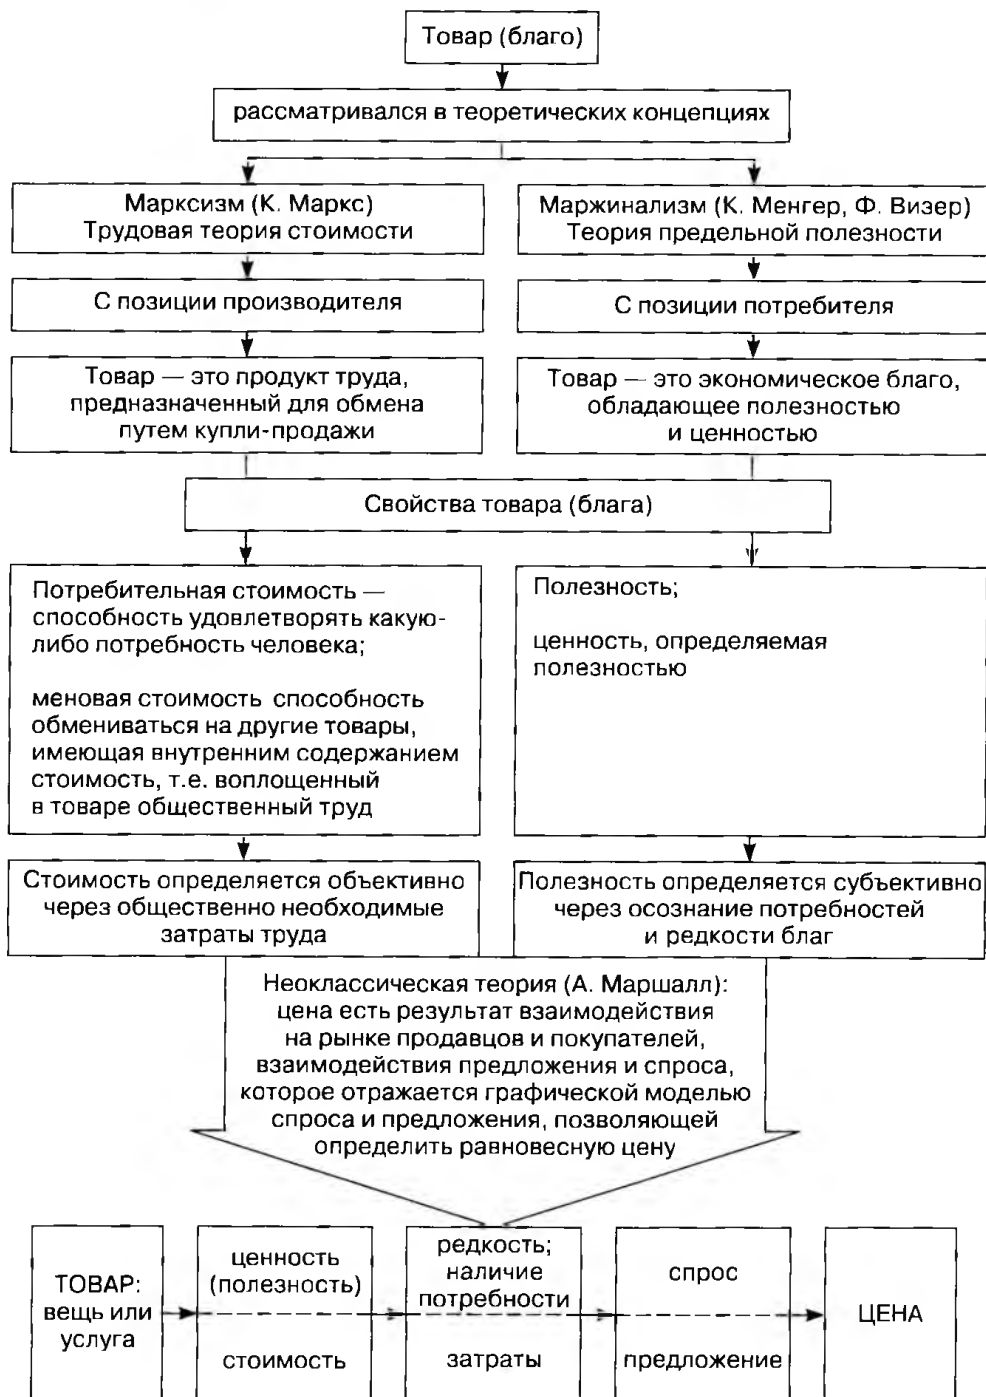 Товар (благо)
рассматривался в теоретических концепциях
Марксизм (К. Маркс)
Трудовая теория стоимости
Маржинализм (К. Менгер, Ф. Визер)
Теория предельной полезности
С позиции производителя
С позиции потребителя
Товар — это продукт труда,
предназначенный для обмена
путем купли-продажи
Товар — это экономическое благо,
обладающее полезностью
и ценностью
Свойства товара (блага)
Потребительная стоимость —
способность удовлетворять какую-
либо потребность человека;
меновая стоимость способность
обмениваться на другие товары,
имеющая внутренним содержанием
стоимость, т.е. воплощенный
в товаре общественный труд
Полезность;
ценность, определяемая
полезностью
Стоимость определяется объективно
через общественно необходимые
затраты труда
Полезность определяется субъективно
через осознание потребностей
и редкости благ
Неоклассическая теория (А. Маршалл):
цена есть результат взаимодействия
на рынке продавцов и покупателей,
взаимодействия предложения и спроса,
которое отражается графической моделью
спроса и предложения, позволяющей
определить равновесную цену
ТОВАР:
вещь или
услуга
ценность
(полезность)
стоимость
редкость;
наличие
потребности
затраты
спрос
предложение
ЦЕНА